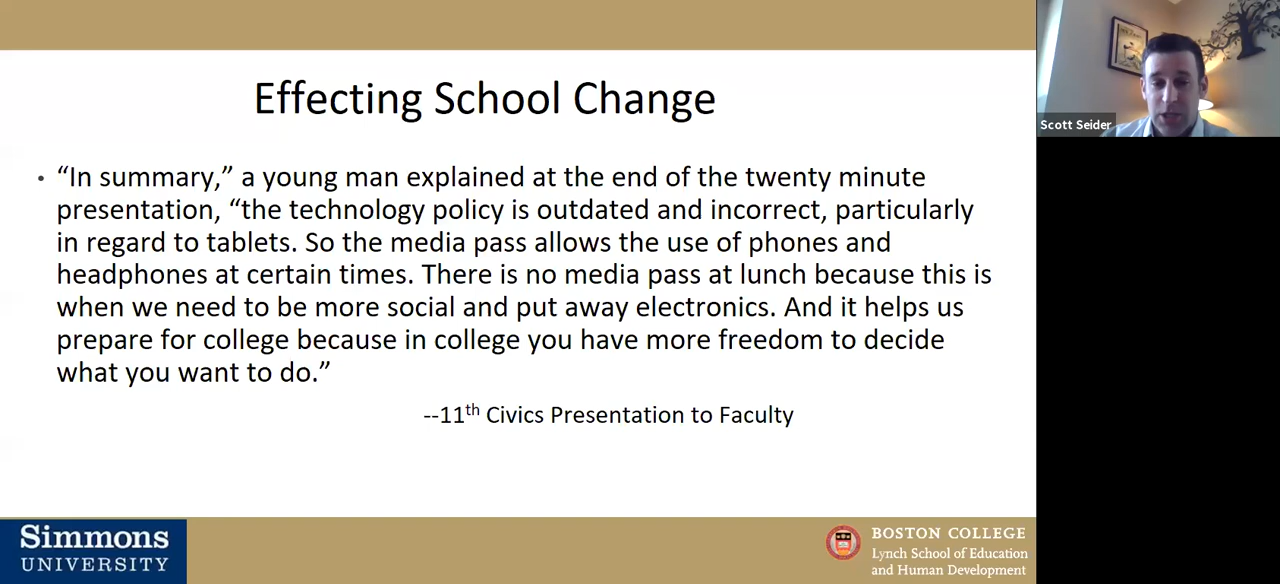 Effecting School Change
Scott Seider
• “In summary,” a young man explained at the end of the twenty minute
presentation, “the technology policy is outdated and incorrect, particularly
in regard to tablets. So the media pass allows the use of phones and
headphones at certain times. There is no media pass at lunch because this is
when we need to be more social and put away electronics. And it helps us
prepare for college because in college you have more freedom to decide
what you want to do.”
--11th Civics Presentation to Faculty
Simmons
UNIVERSITY
BOSTON COLLEGE
Lynch School of Education
and Human Development